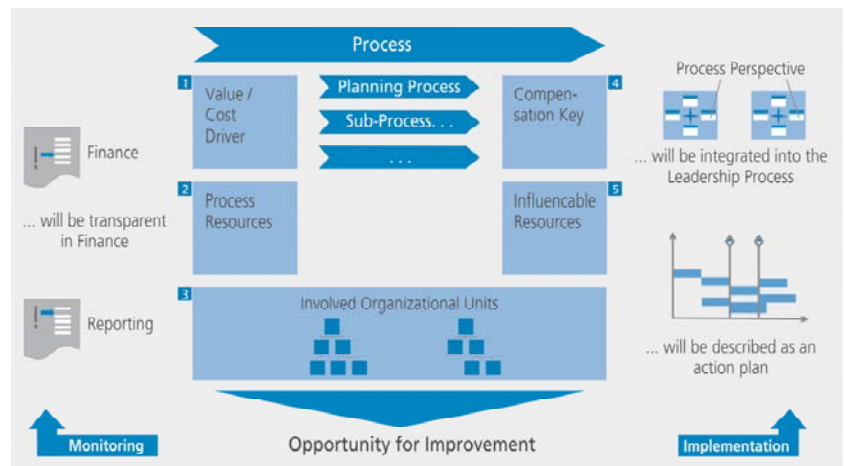 Process
1
Value /
Cost
Driver
Planning Process
Sub-Process. . .
. . .
4
Compen-
sation Key
Process Perspective
... will be integrated into the
Leadership Process
Finance
... will be transparent
in Finance
2
Process
Resources
5
Influencable
Resources
3
Involved Organizational Units
Reporting
... will be described as an
action plan
Monitoring
Opportunity for Improvement
Implementation